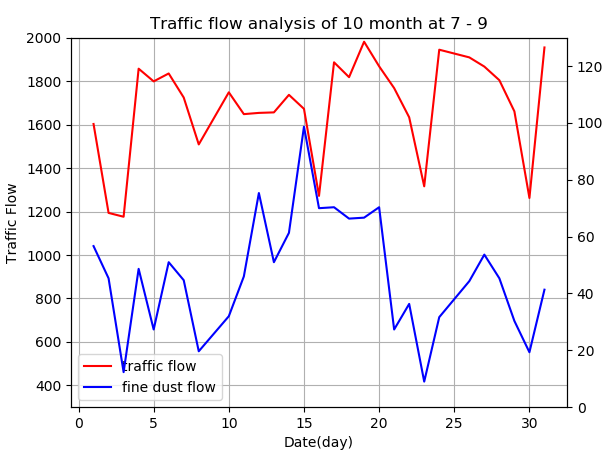 Traffic flow analysis of 10 month at 7 - 9
2000
1800
1600
1400
1200
1000
800
600
400
Traffic Flow
120
100
80
60
40
20
0
traffic flow
fine dust flow
0 5 10 15 20 25 30
Date(day)